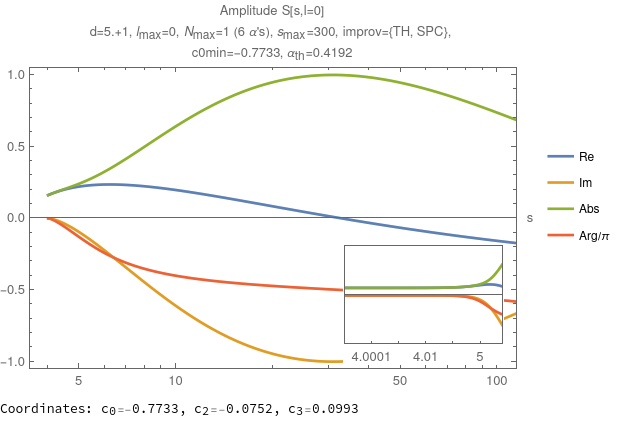 Amplitude S[s,l=0]
d=5.+1, lmax=0, Nmax=1 (6 α's), smax=300, improv={TH, SPC},
c0min=−0.7733, αth=0.4192
1.0
0.5
0.0
−0.5
−1.0
s
Re
Im
Abs
Arg/π
4.0001 4.01 5
5 10 50 100
Coordinates: c0=-0.7733, c2=-0.0752, c3=0.0993